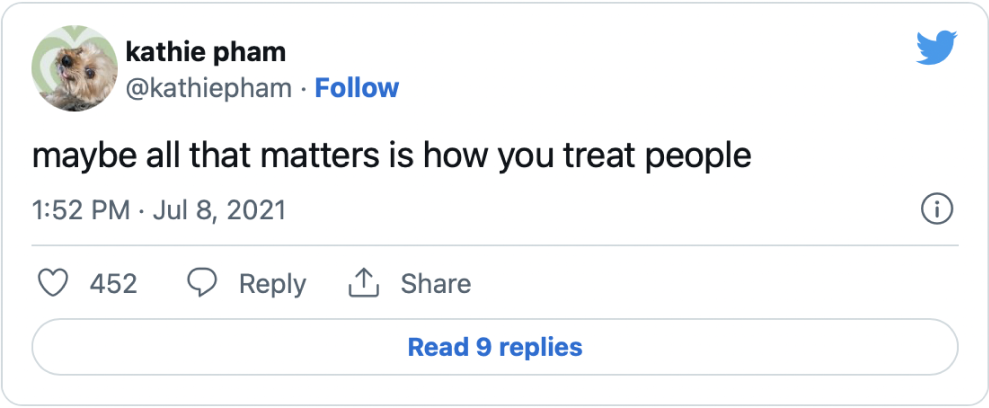 kathie pham
@kathiepham · Follow
maybe all that matters is how you treat people
1:52 PM · Jul 8, 2021
452 Reply Share
Read 9 replies